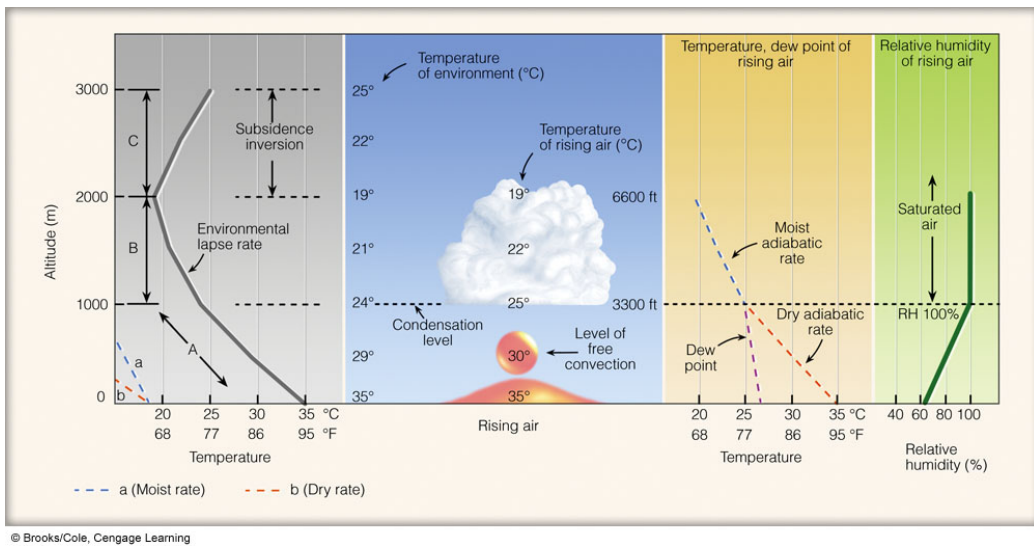 3000
2000
1000
0
Altitude (m)
C
B
A
a
b
Subsidence
inversion
Environmental
lapse rate
20
25
30
35 °C
68
77
86
95 °F
Temperature
a (Moist rate)
b (Dry rate)
Temperature
of environment (°C)
25°
22°
19°
21°
24°
29°
35°
Temperature
of rising air (°C)
19°
22°
25°
30°
35°
Condensation
level
Level of
free
convection
Rising air
6600 ft
3300 ft
Temperature, dew point of
rising air
Moist
adiabatic
rate
Dry adiabatic
rate
Dew
point
20
25
30
35 °C
68
77
86
95 °F
Temperature
Relative humidity
of rising air
Saturated
air
RH 100%
40 60 80 100
Relative
humidity (%)
© Brooks/Cole, Cengage Learning